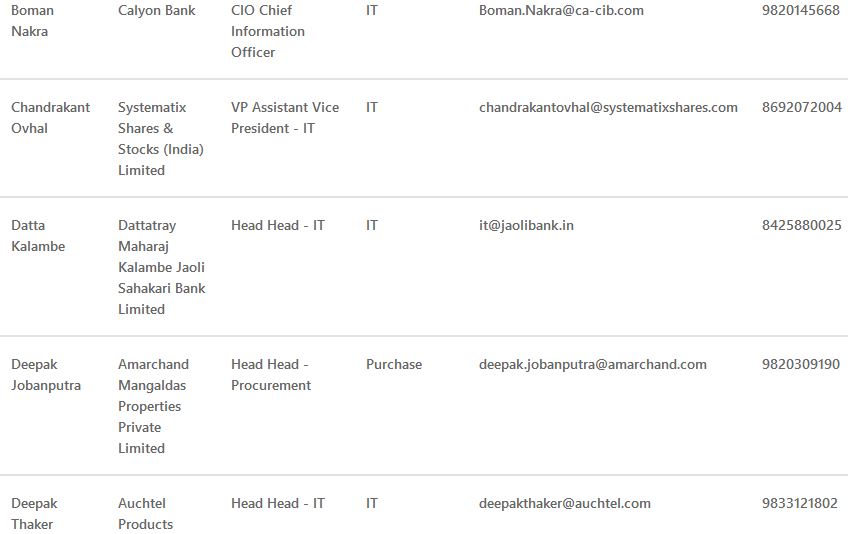 Boman Calyon Bank CIO Chief IT Boman.Nakra@ca-cib.com 9820145668
Nakra Information
Officer
Chandrakant Systematix VP Assistant Vice IT chandrakantovhal@systematixshares.com 8692072004
Ovhal Shares & President - IT
Stocks (India)
Limited
Datta Dattatray Head Head - IT IT it@jaolibank.in 8425880025
Kalambe Maharaj
Kalambe Jaoli
Sahakari Bank
Limited
Deepak Amarchand Head Head - Purchase deepak.jobanputra@amarchand.com 9820309190
Jobanputra Mangaldas Procurement
Properties
Private
Limited
Deepak Auchtel Head Head - IT IT deepakthaker@auchtel.com 9833121802
Thaker Products